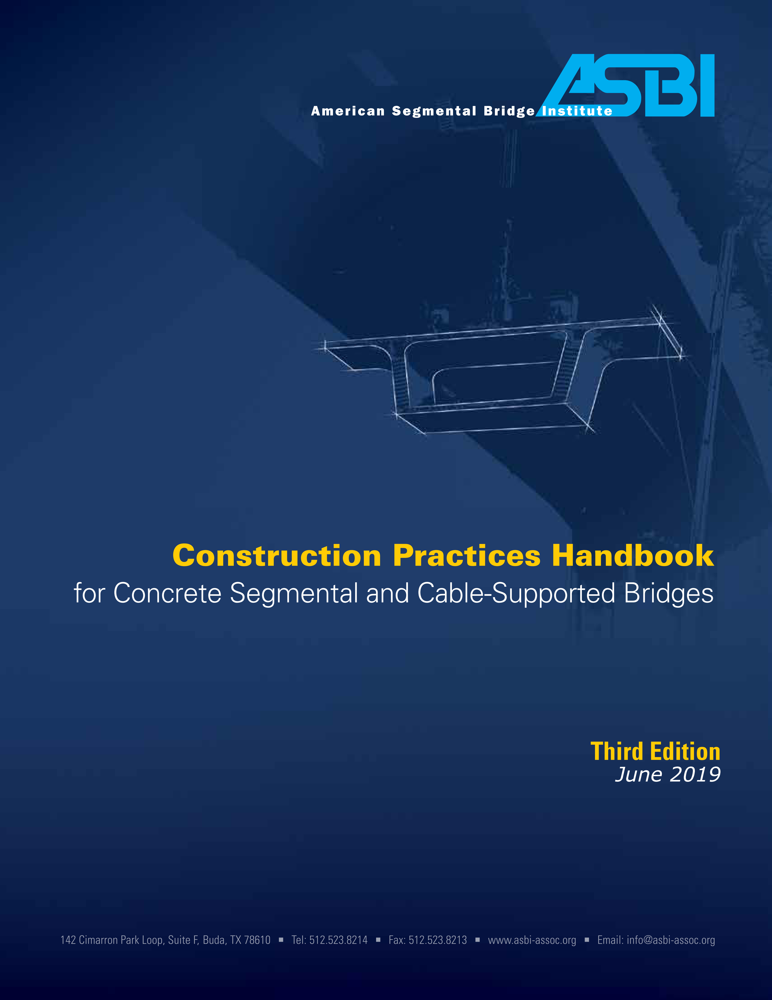 ASBI
American Segmental Bridge Institute
Construction Practices Handbook
for Concrete Segmental and Cable-Supported Bridges
Third Edition
June 2019
142 Cimarron Park Loop, Suite F, Buda, TX 78610 ■ Tel: 512.523.8214 ■ Fax: 512.523.8213 ■ www.asbi-assoc.org ■ Email: info@asbi-assoc.org